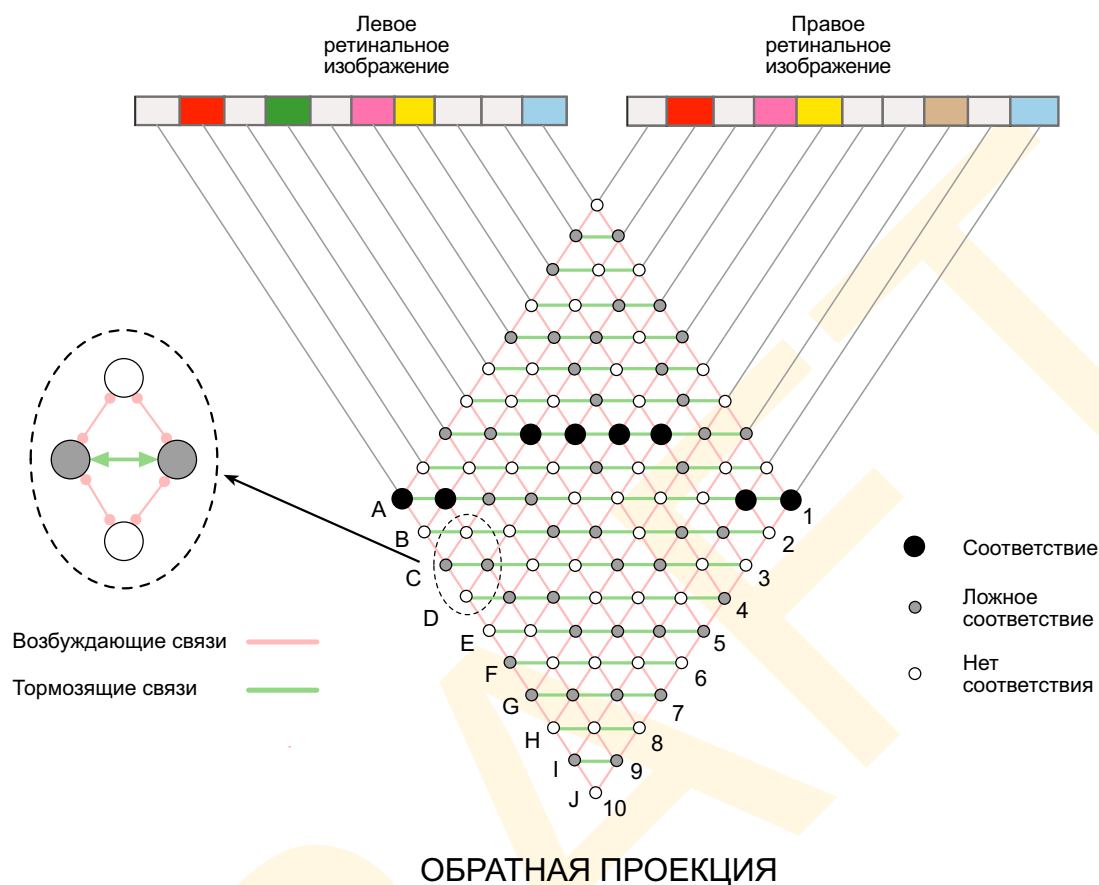 Левое
ретинальное
изображение
Правое
ретинальное
изображение
A
1
B
2
C
3
D
4
E
5
F
6
G
7
H
8
I
9
J
10
Соответствие
Ложное
соответствие
Нет
соответствия
Возбуждающие связи
Тормозящие связи
ОБРАТНАЯ ПРОЕКЦИЯ